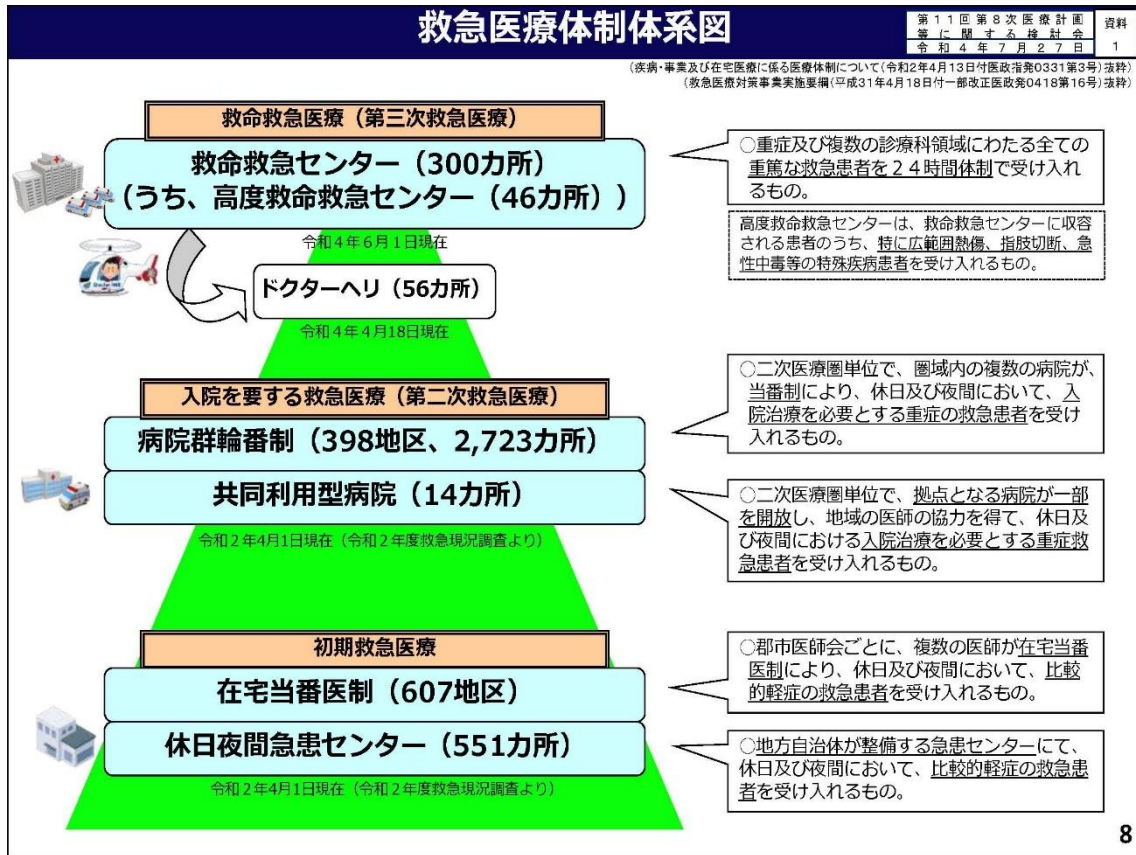 救急医療体制体系図
第11回第8次医療計画
等に関する検討会
令和4年7月27日
資料
1
(疾病・事業及び在宅医療に係る医療体制について(令和2年4月13日付医政指発0331第3号)抜粋)
(救急医療対策事業実施要綱(平成31年4月18日付一部改正医政発0418第16号)抜粋)
救命救急医療(第三次救急医療)
救命救急センター(300カ所)
(うち、高度救命救急センター(46カ所))
令和4年6月1日現在
○重症及び複数の診療科領域にわたる全ての
重篤な救急患者を24時間体制で受け入れ
るもの。
高度救命救急センターは、救命救急センターに収容
される患者のうち、特に広範囲熱傷、指肢切断、急
性中毒等の特殊疾病患者を受け入れるもの。
ドクターヘリ(56カ所)
令和4年4月18日現在
入院を要する救急医療(第二次救急医療)
病院群輪番制(398地区、2,723カ所)
共同利用型病院(14カ所)
令和2年4月1日現在(令和2年度救急現況調査より)
○二次医療圏単位で、圏域内の複数の病院が、
当番制により、休日及び夜間において、入
院治療を必要とする重症の救急患者を受け
入れるもの。
○二次医療圏単位で、拠点となる病院が一部
を開放し、地域の医師の協力を得て、休日及
び夜間における入院治療を必要とする重症救
急患者を受け入れるもの。
初期救急医療
在宅当番医制(607地区)
休日夜間急患センター(551カ所)
令和2年4月1日現在(令和2年度救急現況調査より)
○郡市医師会ごとに、複数の医師が在宅当番
医制により、休日及び夜間において、比較
的軽症の救急患者を受け入れるもの。
○地方自治体が整備する急患センターにて、
休日及び夜間において、比較的軽症の救急患
者を受け入れるもの。
8